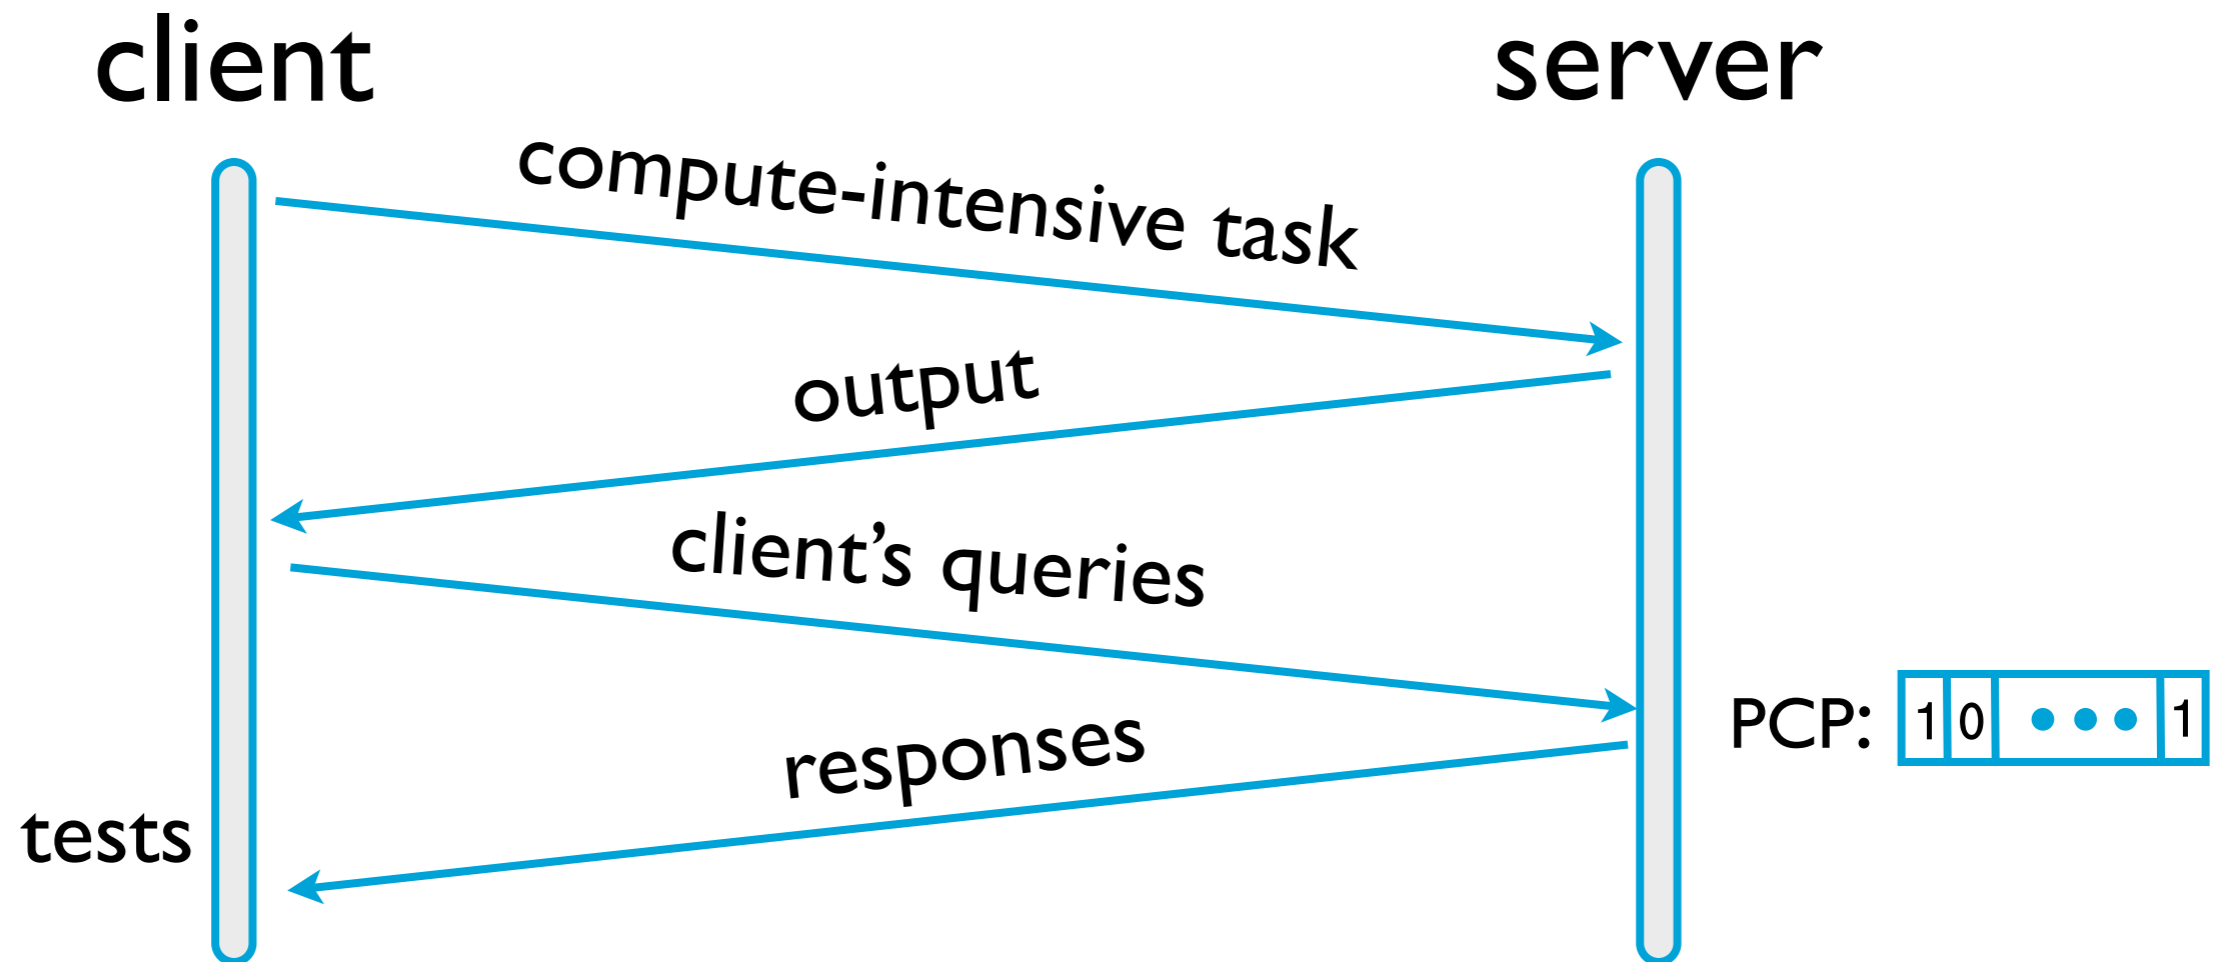 client
server
compute-intensive task
output
client’s queries
PCP: 1 0 ••• 1
responses
tests